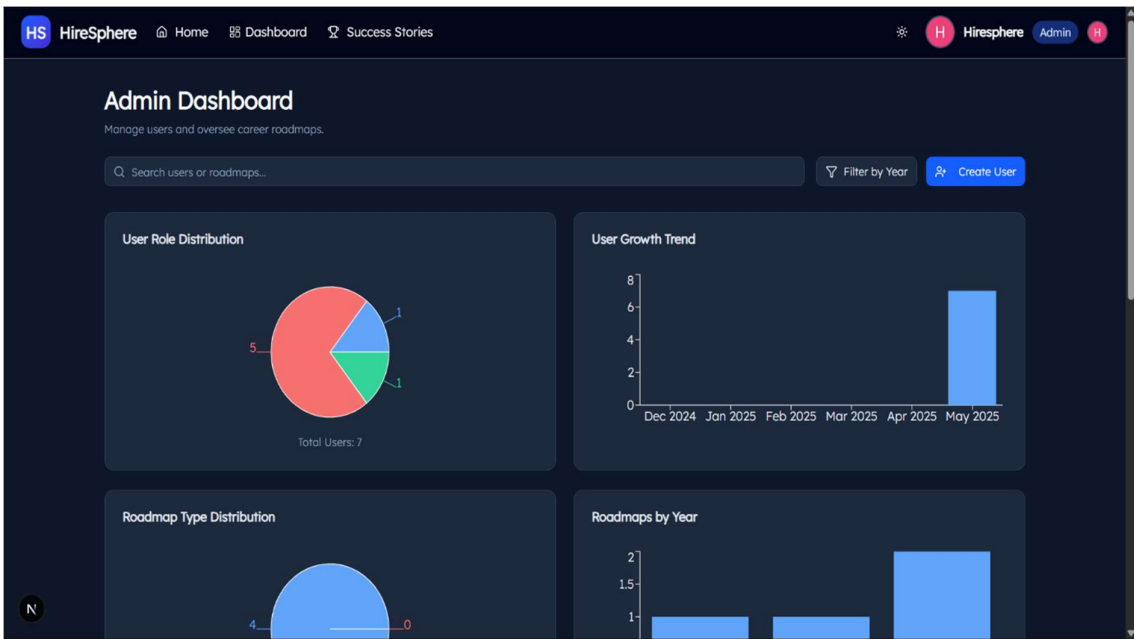 HS HireSphere Home Dashboard Success Stories H Hiresphere Admin H
Admin Dashboard
Manage users and oversee career roadmaps.
Search users or roadmaps... Filter by Year Create User
User Role Distribution
1
5
1
Total Users: 7
User Growth Trend
8
6
4
2
0
Dec 2024 Jan 2025 Feb 2025 Mar 2025 Apr 2025 May 2025
Roadmap Type Distribution
4 0
Roadmaps by Year
2
1.5
1
N